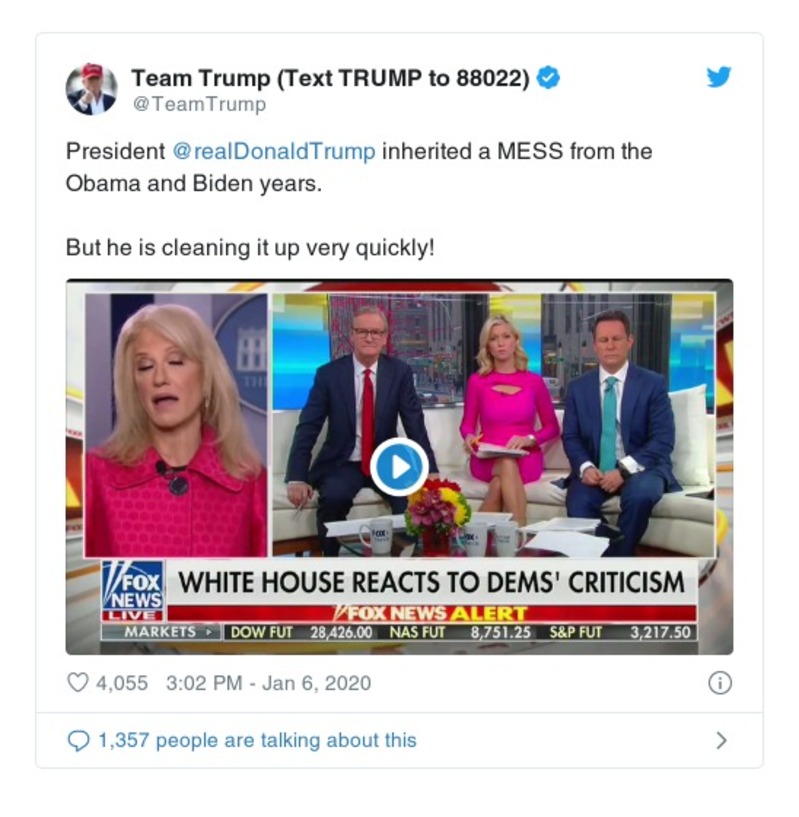 Team Trump (Text TRUMP to 88022)
@TeamTrump
President @realDonaldTrump inherited a MESS from the
Obama and Biden years.
But he is cleaning it up very quickly!
FOX
NEWS
LIVE
WHITE HOUSE REACTS TO DEMS' CRITICISM
FOX NEWS ALERT
MARKETS DOW FUT 28,426.00 NAS FUT 8,751.25 S&P FUT 3,217.50
4,055 3:02 PM - Jan 6, 2020
1,357 people are talking about this